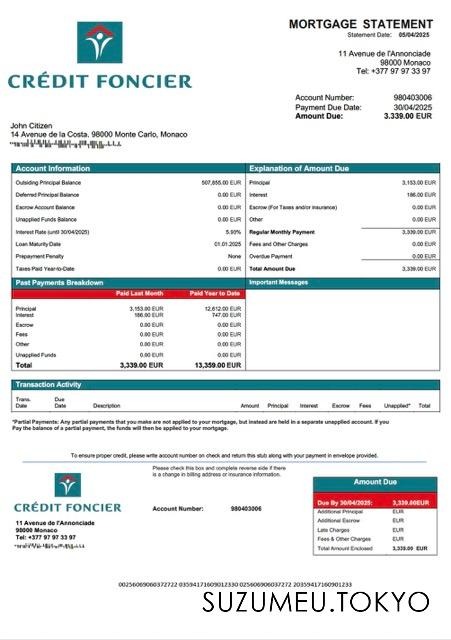 MORTGAGE STATEMENT
Statement Date: 05/04/2025
11 Avenue de l'Annonciade
98000 Monaco
Tel: +377 97 97 33 97
CRÉDIT FONCIER
Account Number: 980403006
Payment Due Date: 30/04/2025
Amount Due: 3.339.00 EUR
John Citizen
14 Avenue de la Costa, 98000 Monte Carlo, Monaco
Account Information
Outsiding Principal Balance 507,855.00 EUR
Deferred Principal Balance 0.00 EUR
Escrow Account Balance 0.00 EUR
Unapplied Funds Balance 0.00 EUR
Interest Rate (until 30/04/2025) 5.93%
Loan Maturity Date 01.01.2025
Prepayment Penalty None
Taxes Paid Year-to-Date 0.00 EUR
Explanation of Amount Due
Principal 3,153.00 EUR
Interest 186.00 EUR
Escrow (For Taxes and/or insurance) 0.00 EUR
Other 0.00 EUR
Regular Monthly Payment 3,339.00 EUR
Fees and Other Charges 0.00 EUR
Overdue Payment 0.00 EUR
Total Amount Due 3,339.00 EUR
Past Payments Breakdown
Paid Last Month Paid Year to Date
Principal 3,153.00 EUR 12,612.00 EUR
Interest 186.00 EUR 747.00 EUR
Escrow 0.00 EUR 0.00 EUR
Fees 0.00 EUR 0.00 EUR
Other 0.00 EUR 0.00 EUR
Unapplied Funds 0.00 EUR 0.00 EUR
Total 3,339.00 EUR 13,359.00 EUR
Important Messages
Transaction Activity
Trans. Date Due Date Description Amount Principal Interest Escrow Fees Unapplied* Total
*Partial Payments: Any partial payments that you make are not applied to your mortgage, but instead are held in a separate unapplied account. If you
Pay the balance of a partial payment, the funds will then be applied to your mortgage.
To ensure proper credit, please write account number on check and return this stub along with your payment in envelope provided.
Please check this box and complete reverse side if there
is a change in billing address or insurance information.
CRÉDIT FONCIER
11 Avenue de l'Annonciade
98000 Monaco
Tel: +377 97 97 33 97
Account Number: 980403006
Amount Due
Due By 30/04/2025: 3,339.00EUR
Additional Principal EUR
Additional Escrow EUR
Late Charges EUR
Fees & Other Charges EUR
Total Amount Enclosed 3,339.00 EUR
00256069060372722 03594171609012330 0256069060037272 20359417160901233
SUZUMEU.TOKYO